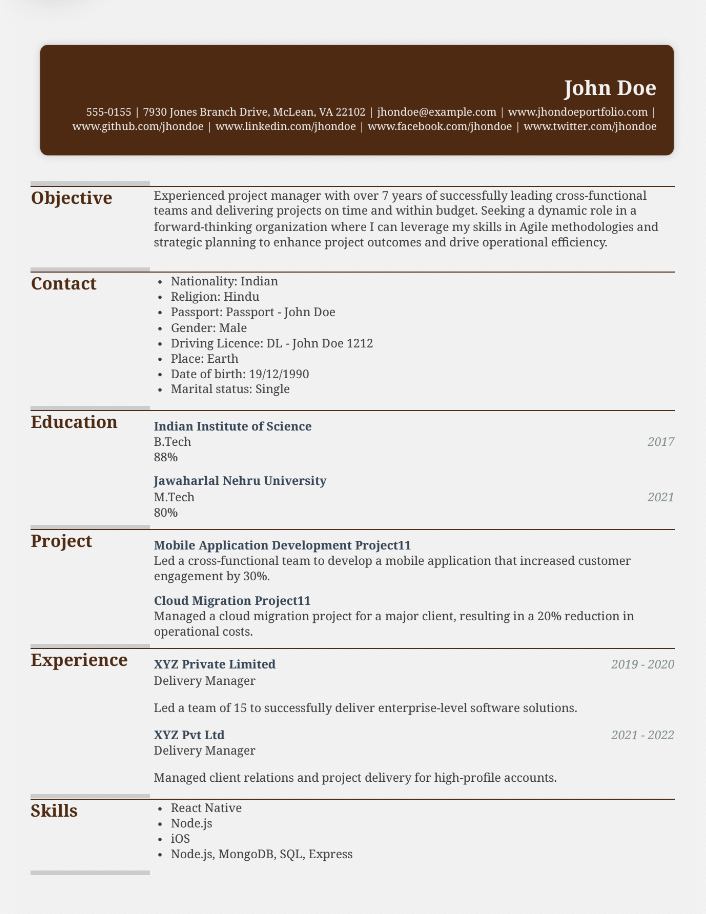 John Doe
555-0155 | 7930 Jones Branch Drive, McLean, VA 22102 | jhondoe@example.com | www.jhondoeportfolio.com |
www.github.com/jhondoe | www.linkedin.com/jhondoe | www.facebook.com/jhondoe | www.twitter.com/jhondoe
Objective
Experienced project manager with over 7 years of successfully leading cross-functional
teams and delivering projects on time and within budget. Seeking a dynamic role in a
forward-thinking organization where I can leverage my skills in Agile methodologies and
strategic planning to enhance project outcomes and drive operational efficiency.
Contact
• Nationality: Indian
• Religion: Hindu
• Passport: Passport - John Doe
• Gender: Male
• Driving Licence: DL - John Doe 1212
• Place: Earth
• Date of birth: 19/12/1990
• Marital status: Single
Education
Indian Institute of Science
B.Tech 2017
88%
Jawaharlal Nehru University
M.Tech 2021
80%
Project
Mobile Application Development Project11
Led a cross-functional team to develop a mobile application that increased customer
engagement by 30%.
Cloud Migration Project11
Managed a cloud migration project for a major client, resulting in a 20% reduction in
operational costs.
Experience
XYZ Private Limited 2019 - 2020
Delivery Manager
Led a team of 15 to successfully deliver enterprise-level software solutions.
XYZ Pvt Ltd 2021 - 2022
Delivery Manager
Managed client relations and project delivery for high-profile accounts.
Skills
• React Native
• Node.js
• iOS
• Node.js, MongoDB, SQL, Express